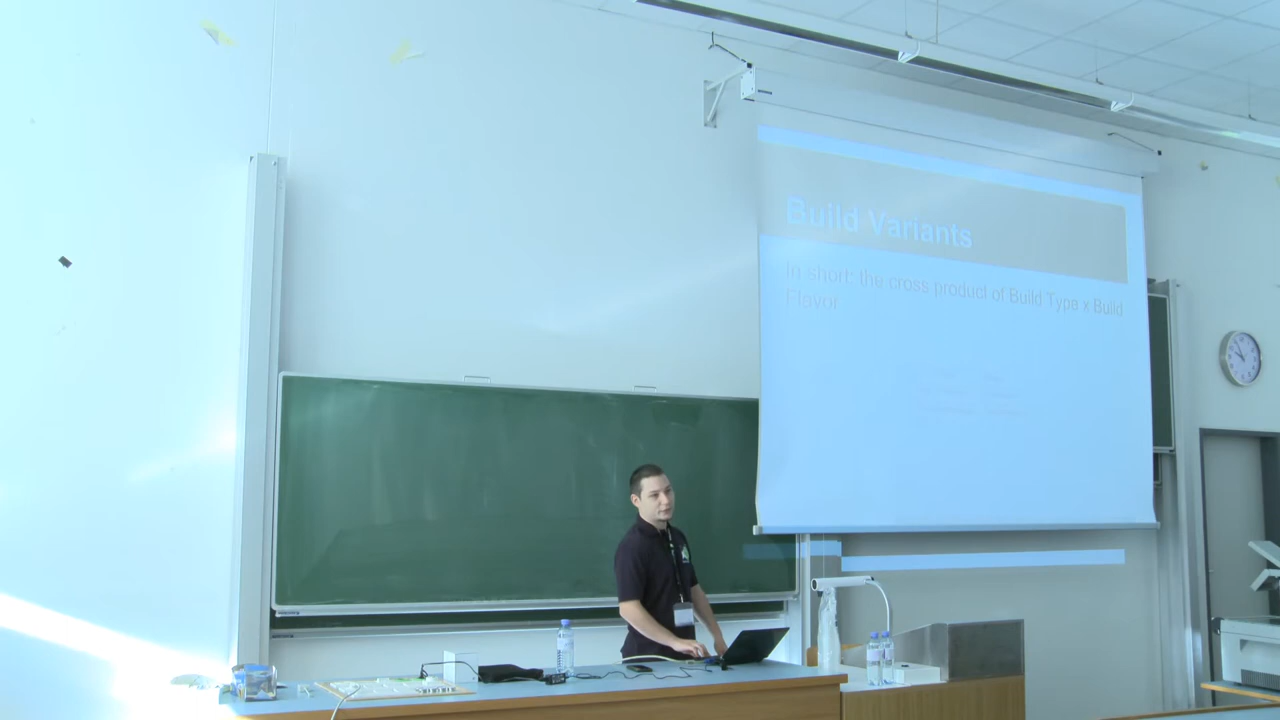 Build Variants
In short: the cross product of Build Type x Build
Flavor